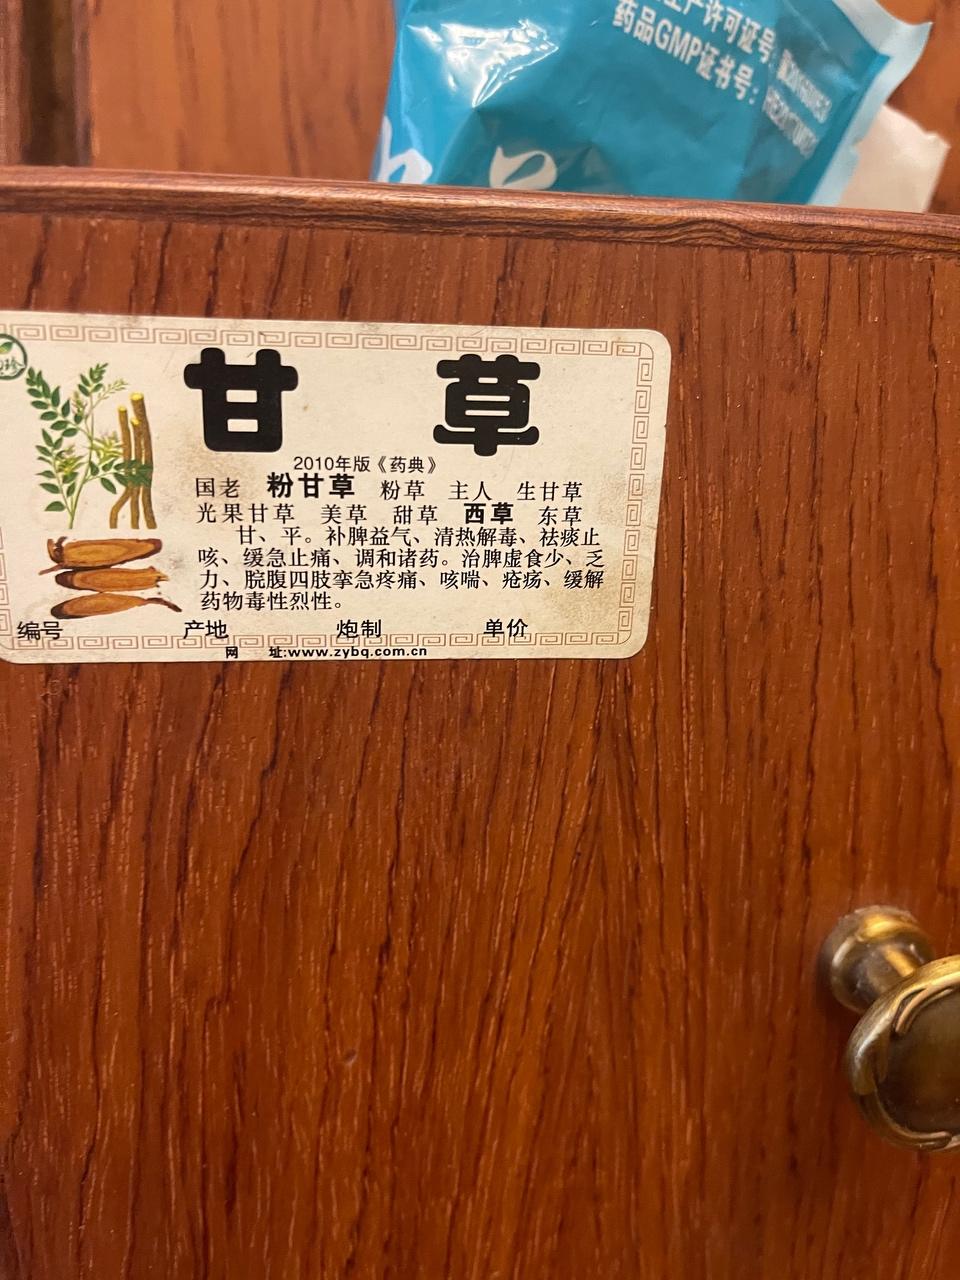 产许可证号:
药品GMP证书号:
甘草
2010年版《药典》
国老 粉甘草 粉草 主人 生甘草
光果甘草 美草 甜草 西草 东草
甘、平。补脾益气、清热解毒、祛痰止
咳、缓急止痛、调和诸药。治脾虚食少、乏
力、脘腹四肢挛急疼痛、咳喘、疮疡、缓解
药物毒性烈性。
编号 产地 炮制 单价
网 址:www.zybq.com.cn